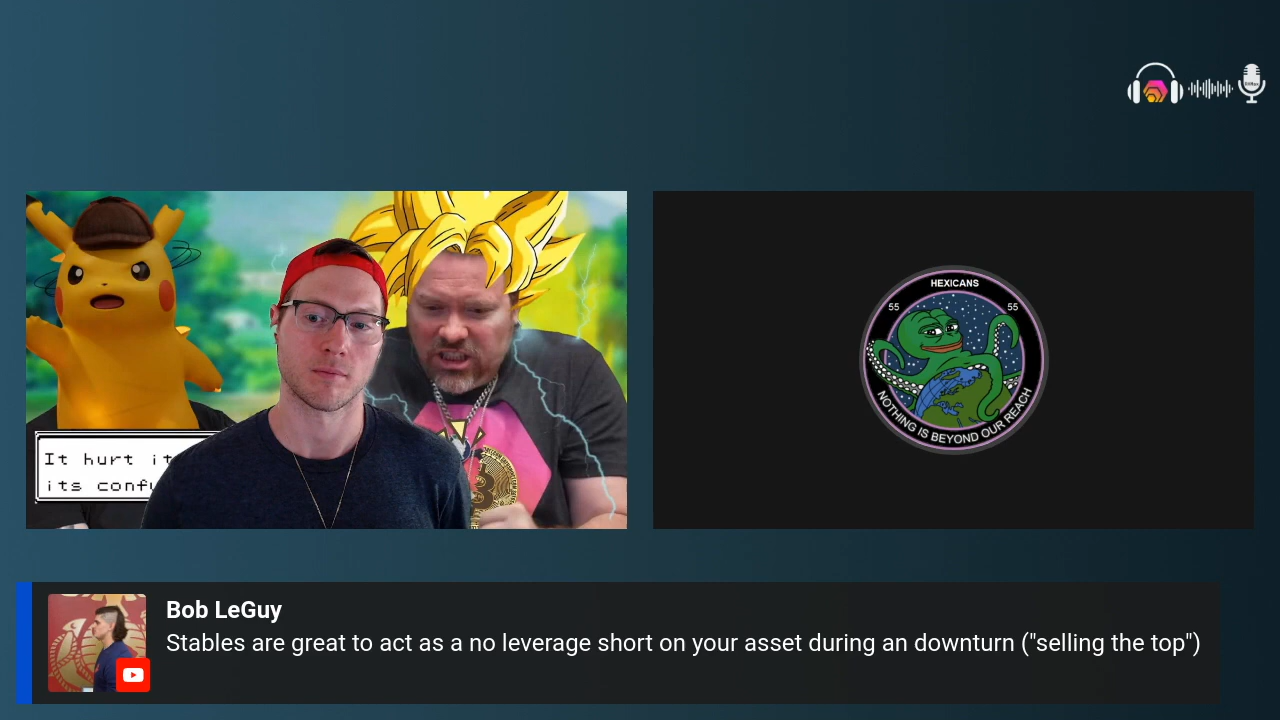 HEXICANS
55 55
NOTHING IS BEYOND OUR REACH
It hurt it
its confu
Bob LeGuy
Stables are great to act as a no leverage short on your asset during an downturn ("selling the top")